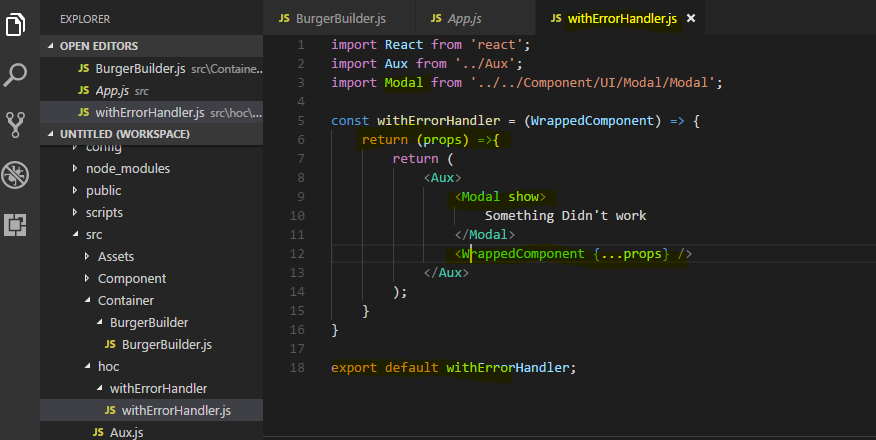 EXPLORER
OPEN EDITORS
JS BurgerBuilder.js src\Containe...
JS App.js src
JS withErrorHandler.js src\hoc\...
UNTITLED (WORKSPACE)
config
node_modules
public
scripts
src
Assets
Component
Container
BurgerBuilder
JS BurgerBuilder.js
hoc
withErrorHandler
JS withErrorHandler.js
JS Aux.js
JS BurgerBuilder.js JS App.js JS withErrorHandler.js ×
1 import React from 'react';
2 import Aux from '../Aux';
3 import Modal from '../../Component/UI/Modal/Modal';
4
5 const withErrorHandler = (WrappedComponent) => {
6 return (props) =>{
7 return (
8 <Aux>
9 <Modal show>
10 Something Didn't work
11 </Modal>
12 <WrappedComponent {...props} />
13 </Aux>
14 );
15 }
16 }
17
18 export default withErrorHandler;